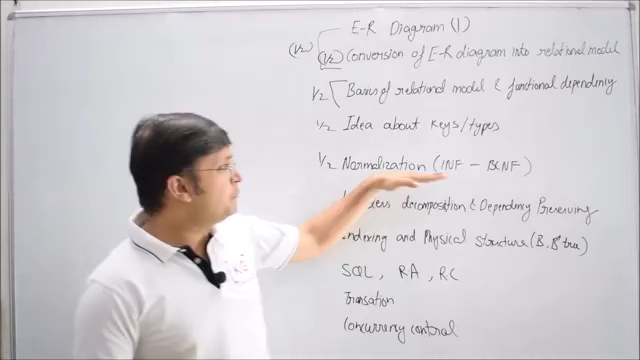 E-R Diagram (1)
(1/2) (1/2) Conversion of E-R diagram into relational model
1/2 Basics of relational model & functional dependency
1/2 Idea about keys/types
1/2 Normalization (1NF - BCNF)
decomposition & Dependency Preserving
Indexing and Physical structure (B, B+ tree)
SQL, RA, RC
Transation
Concurrency control